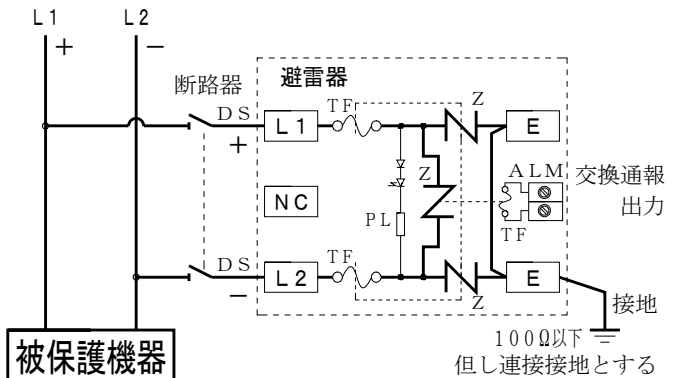 L1 L2
+ −
断路器 避雷器
DS L1 TF Z E
+
NC PL Z ALM 交換通報
出力
TF
DS L2 TF Z E
−
接地
被保護機器
100Ω以下
但し連接接地とする